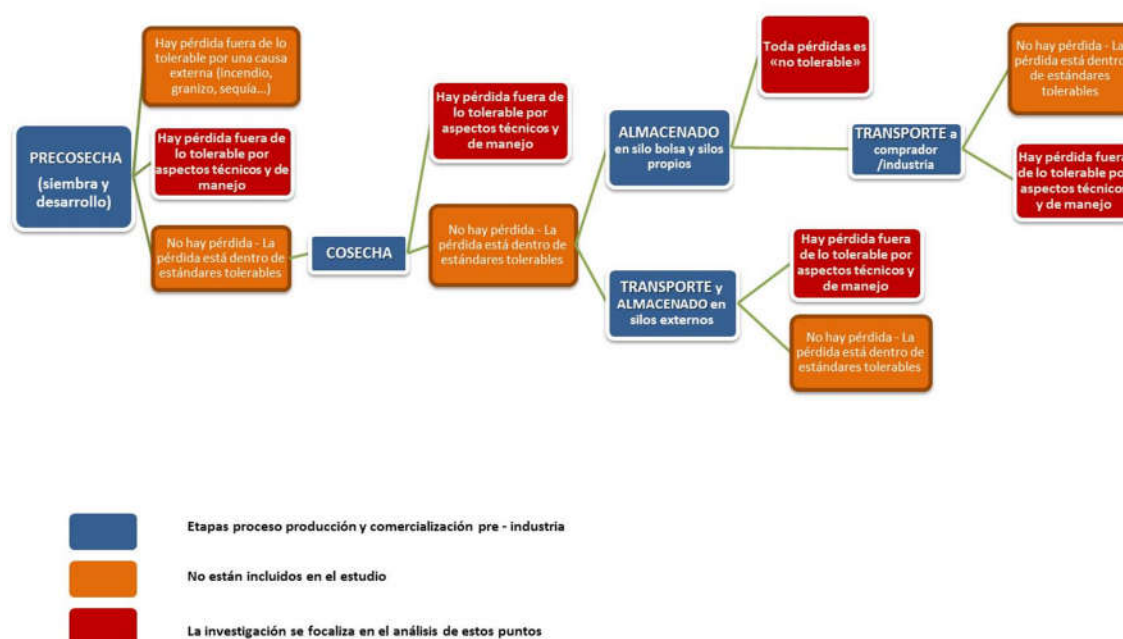 Hay pérdida fuera de lo
tolerable por una causa
externa (incendio,
granizo, sequía...)
PRECOSECHA
(siembra y
desarrollo)
Hay pérdida fuera de
lo tolerable por
aspectos técnicos y de
manejo
No hay pérdida - La
pérdida está dentro de
estándares tolerables
COSECHA
Hay pérdida fuera de
lo tolerable por
aspectos técnicos y
de manejo
No hay pérdida - La
pérdida está dentro de
estándares tolerables
ALMACENADO
en silo bolsa y silos
propios
Toda pérdidas es
«no tolerable»
TRANSPORTE a
comprador
/industria
No hay pérdida - La
pérdida está dentro
de estándares
tolerables
Hay pérdida fuera
de lo tolerable por
aspectos técnicos
y de manejo
TRANSPORTE y
ALMACENADO en
silos externos
Hay pérdida fuera
de lo tolerable por
aspectos técnicos y
de manejo
No hay pérdida - La
pérdida está dentro de
estándares tolerables
Etapas proceso producción y comercialización pre - industria
No están incluidos en el estudio
La investigación se focaliza en el análisis de estos puntos